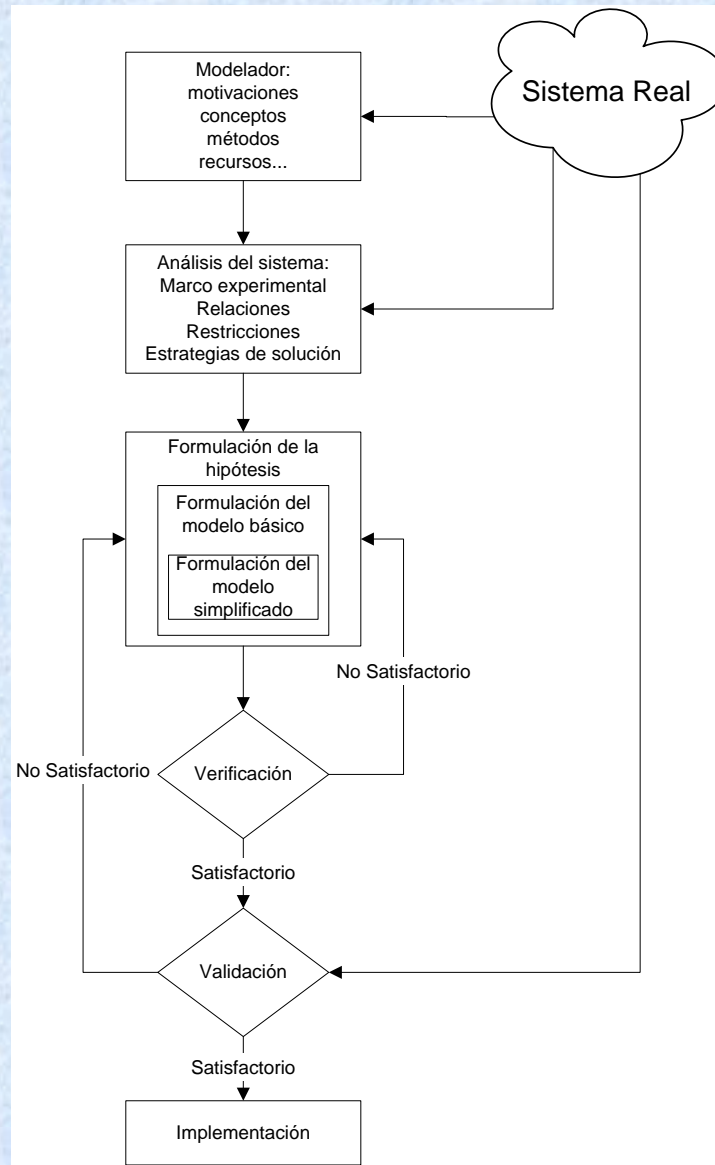 Sistema Real
Modelador:
motivaciones
conceptos
métodos
recursos...
Análisis del sistema:
Marco experimental
Relaciones
Restricciones
Estrategias de solución
Formulación de la
hipótesis
Formulación del
modelo básico
Formulación del
modelo
simplificado
No Satisfactorio
No Satisfactorio
Verificación
Satisfactorio
Validación
Satisfactorio
Implementación